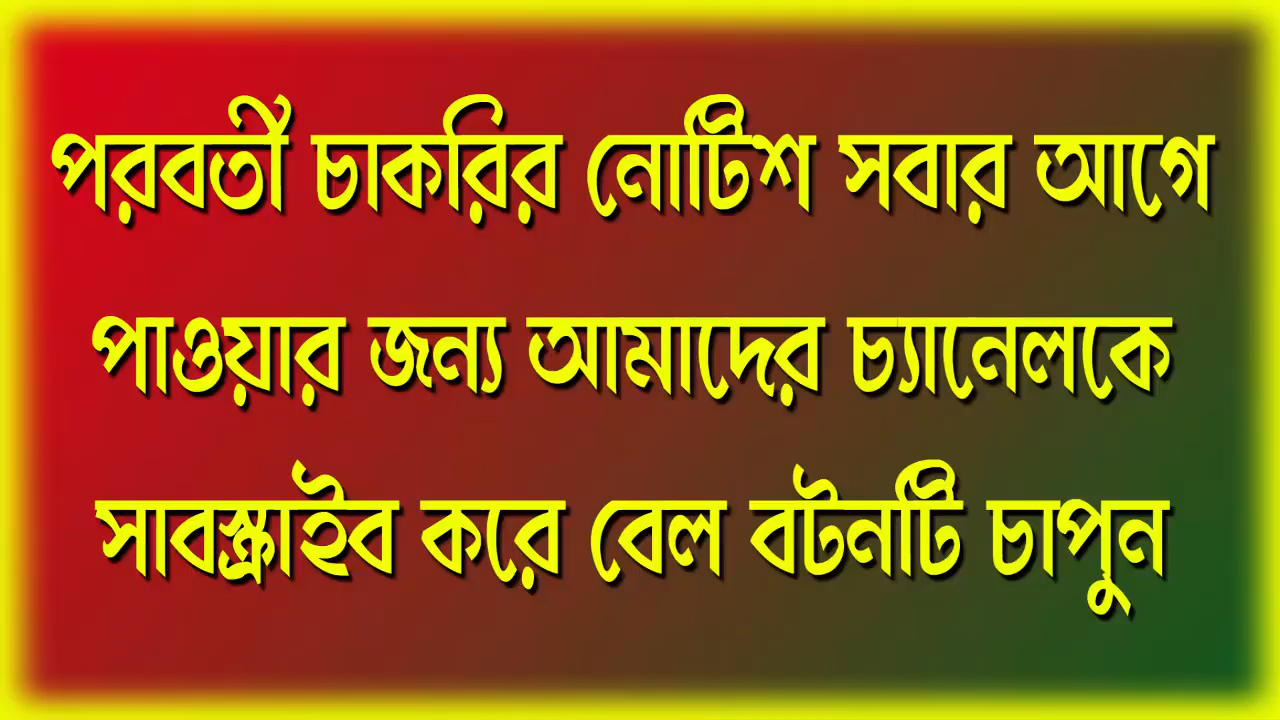 পরবর্তী চাকরির নোটিশ সবার আগে
পাওয়ার জন্য আমাদের চ্যানেলকে
সাবস্ক্রাইব করে বেল বটনটি চাপুন